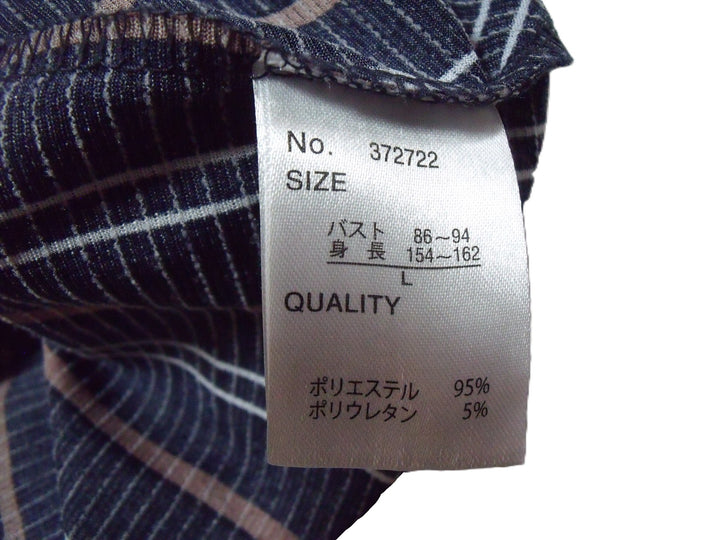 No. 372722
SIZE
バスト 86～94
身長 154～162
L
QUALITY
ポリエステル 95%
ポリウレタン 5%